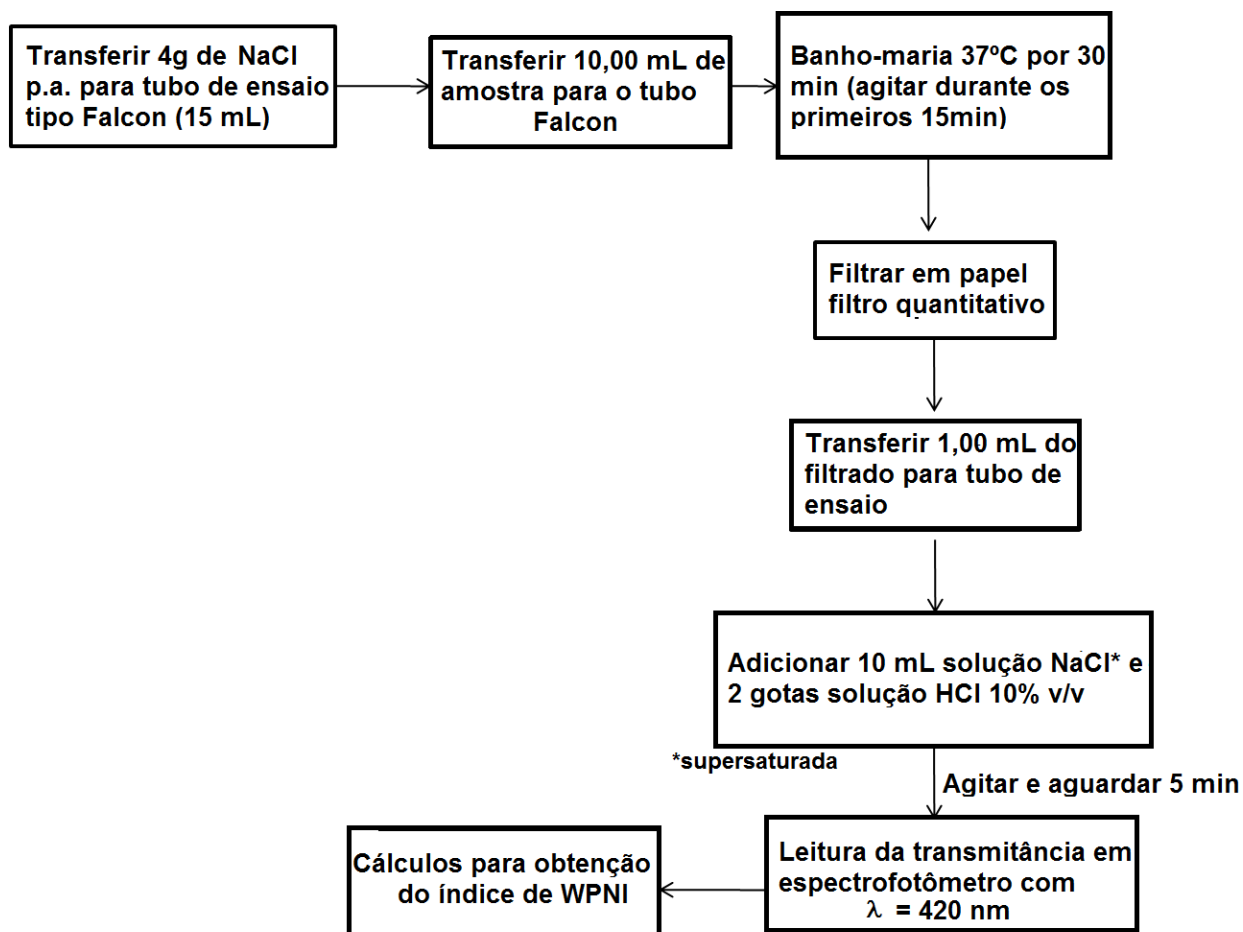 Transferir 4g de NaCl
p.a. para tubo de ensaio
tipo Falcon (15 mL)
Transferir 10,00 mL de
amostra para o tubo
Falcon
Banho-maria 37ºC por 30
min (agitar durante os
primeiros 15min)
Filtrar em papel
filtro quantitativo
Transferir 1,00 mL do
filtrado para tubo de
ensaio
Adicionar 10 mL solução NaCl* e
2 gotas solução HCl 10% v/v
*supersaturada
Agitar e aguardar 5 min
Leitura da transmitância em
espectrofotômetro com
λ = 420 nm
Cálculos para obtenção
do índice de WPNI